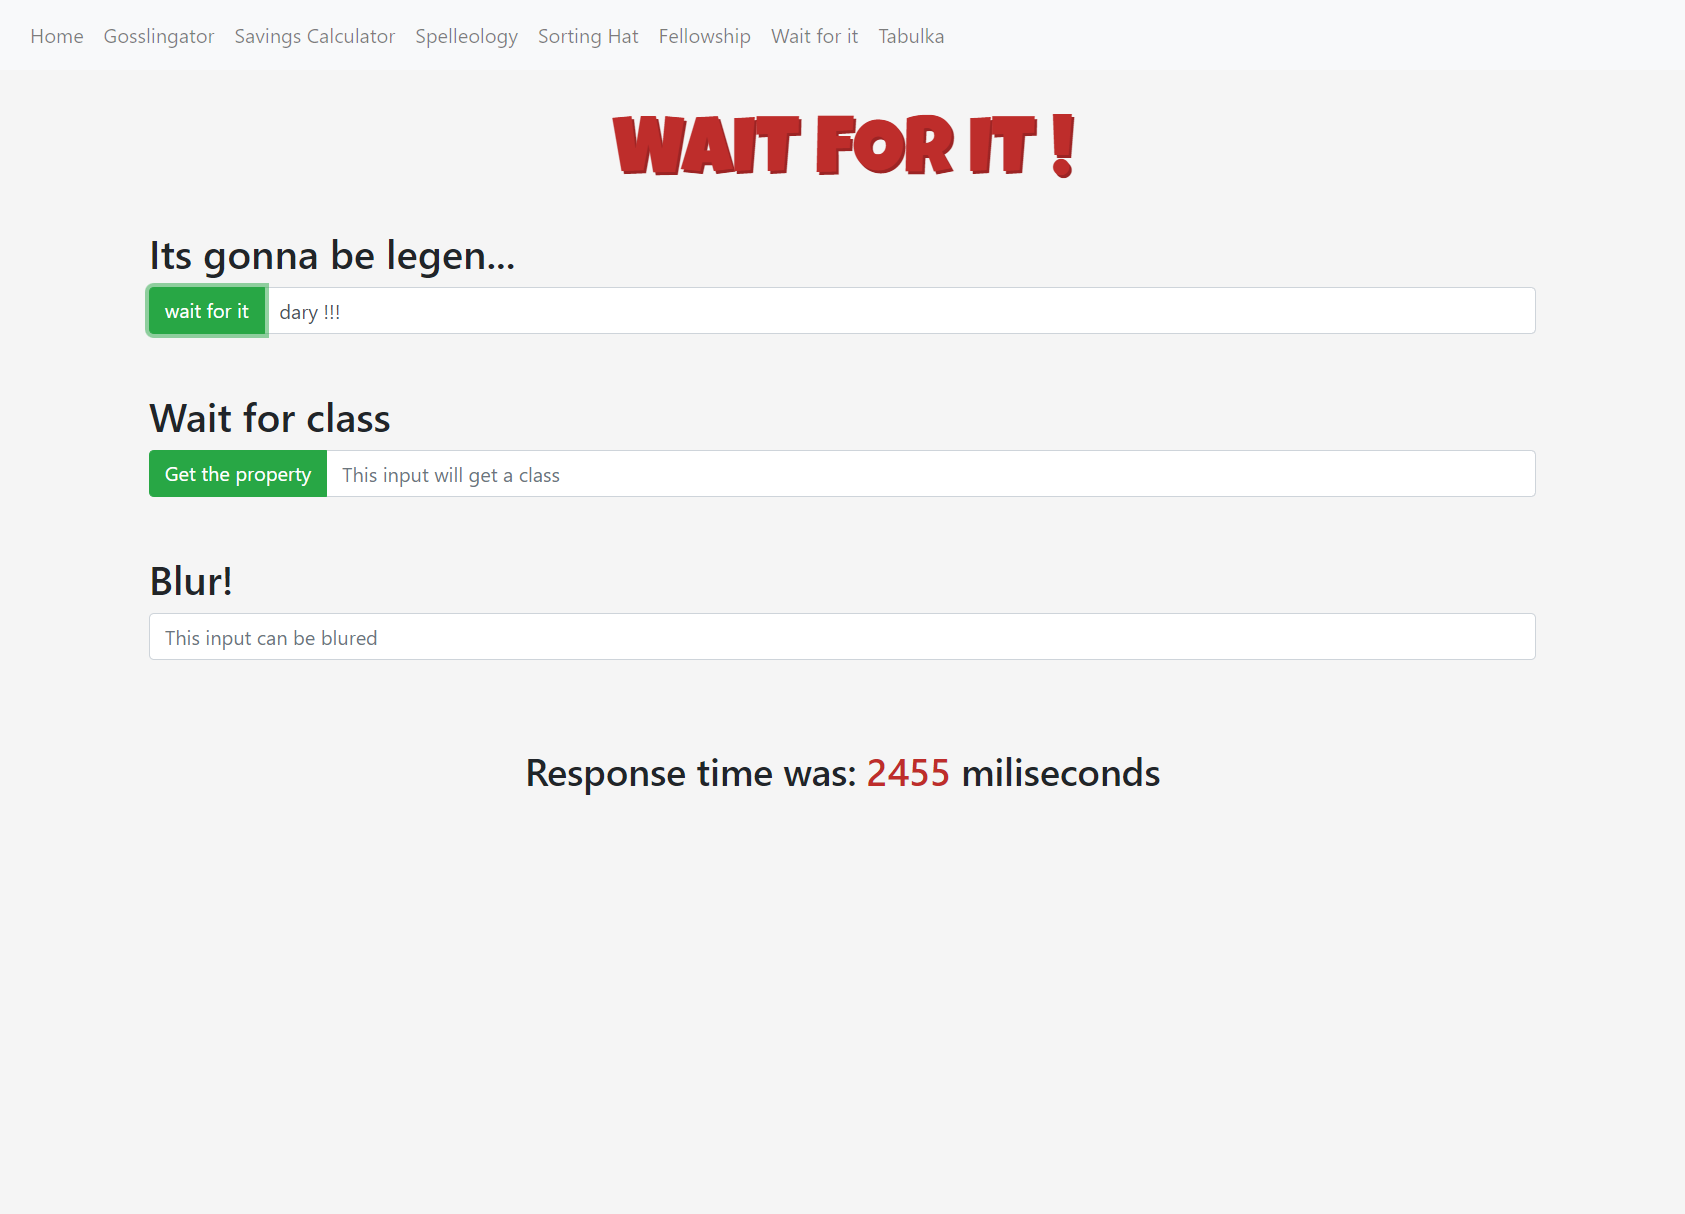 Home Gosslingator Savings Calculator Spelleology Sorting Hat Fellowship Wait for it Tabulka
WAIT FOR IT !
Its gonna be legen...
wait for it dary !!!
Wait for class
Get the property This input will get a class
Blur!
This input can be blured
Response time was: 2455 miliseconds